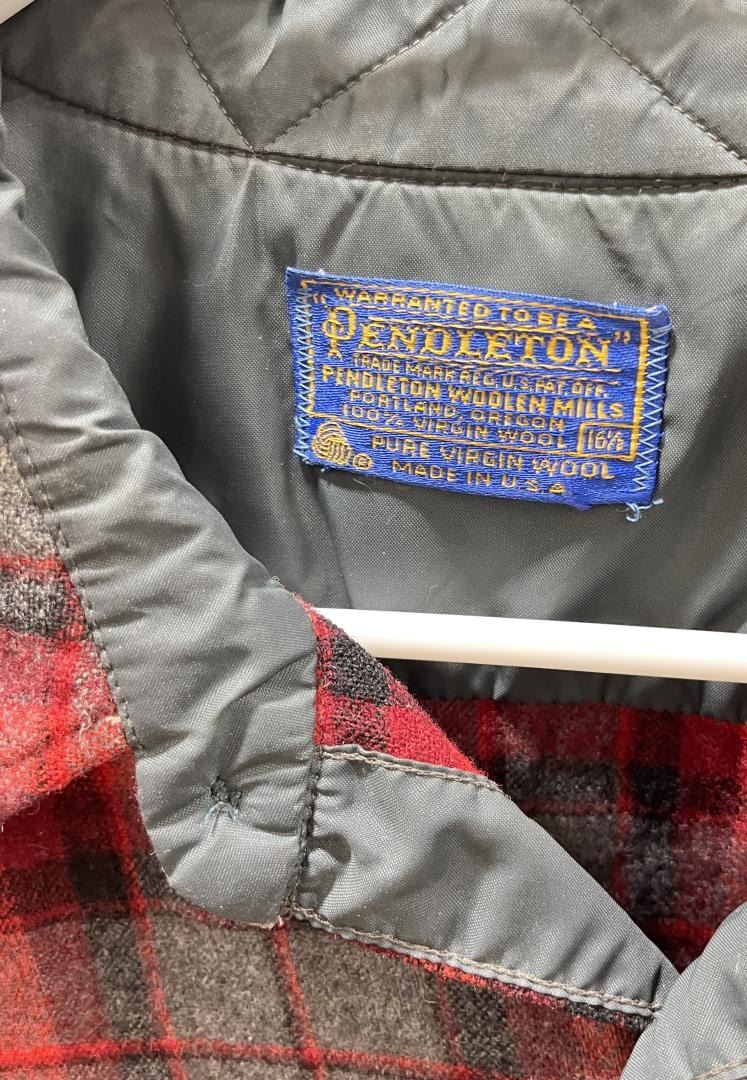 WARRANTED TO BE A
"PENDLETON"
TRADE MARK REG. U.S. PAT. OFF.
PENDLETON WOOLEN MILLS
PORTLAND, OREGON
100% VIRGIN WOOL 16½
PURE VIRGIN WOOL
MADE IN U.S.A